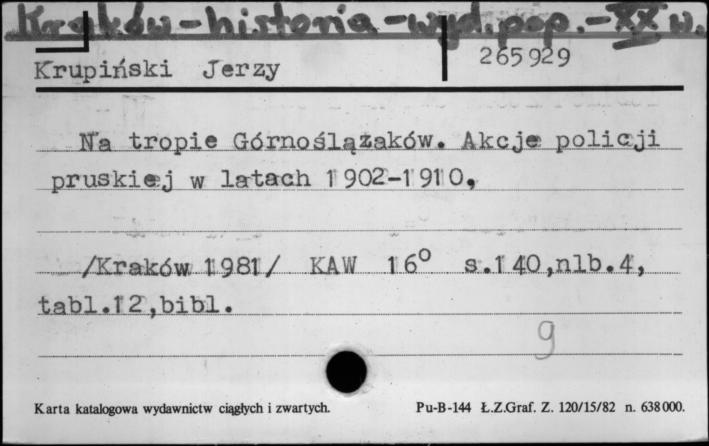 Kraków - historia - wyd. pop. - XX w.
Krupiński Jerzy 265929
Na tropie Górnoślązaków. Akcje policji
pruskiej w latach 1902-1910,
/Kraków 1981/ KAW 16° s.140,nlb.4,
tabl.12,bibl.
9
Karta katalogowa wydawnictw ciągłych i zwartych. Pu-B-144 Ł.Z.Graf. Z. 120/15/82 n. 638000.